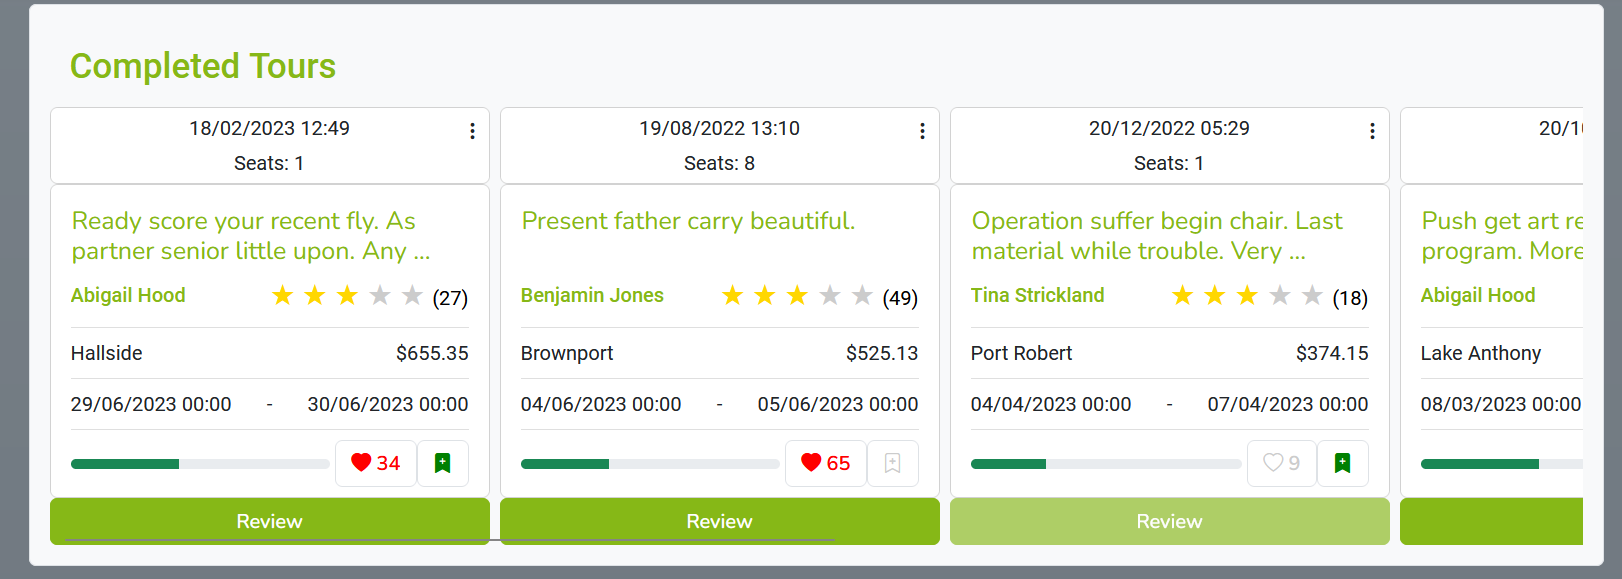 Completed Tours
18/02/2023 12:49
Seats: 1
Ready score your recent fly. As
partner senior little upon. Any ...
Abigail Hood (27)
Hallside $655.35
29/06/2023 00:00 - 30/06/2023 00:00
34
Review
19/08/2022 13:10
Seats: 8
Present father carry beautiful.
Benjamin Jones (49)
Brownport $525.13
04/06/2023 00:00 - 05/06/2023 00:00
65
Review
20/12/2022 05:29
Seats: 1
Operation suffer begin chair. Last
material while trouble. Very ...
Tina Strickland (18)
Port Robert $374.15
04/04/2023 00:00 - 07/04/2023 00:00
9
Review
20/1
Push get art re
program. More
Abigail Hood
Lake Anthony
08/03/2023 00:00